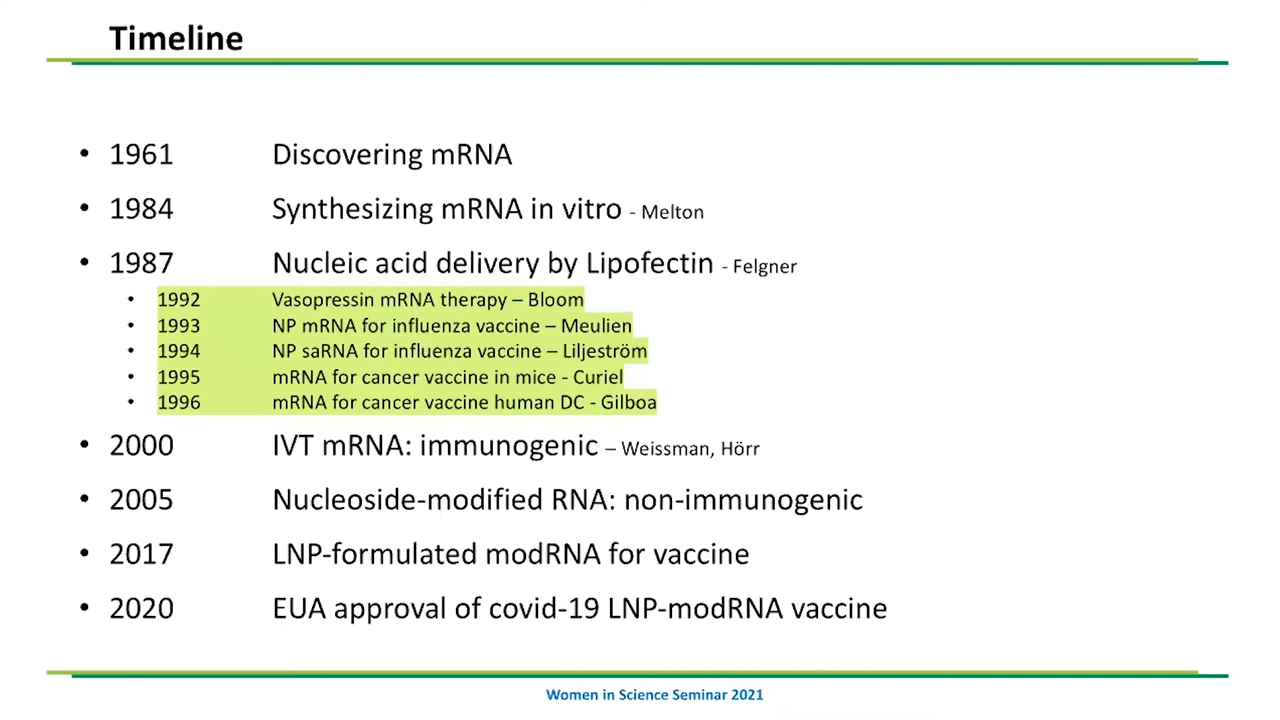 Timeline
• 1961 Discovering mRNA
• 1984 Synthesizing mRNA in vitro - Melton
• 1987 Nucleic acid delivery by Lipofectin - Felgner
• 1992 Vasopressin mRNA therapy – Bloom
• 1993 NP mRNA for influenza vaccine – Meulien
• 1994 NP saRNA for influenza vaccine – Liljeström
• 1995 mRNA for cancer vaccine in mice - Curiel
• 1996 mRNA for cancer vaccine human DC - Gilboa
• 2000 IVT mRNA: immunogenic – Weissman, Hörr
• 2005 Nucleoside-modified RNA: non-immunogenic
• 2017 LNP-formulated modRNA for vaccine
• 2020 EUA approval of covid-19 LNP-modRNA vaccine
Women in Science Seminar 2021